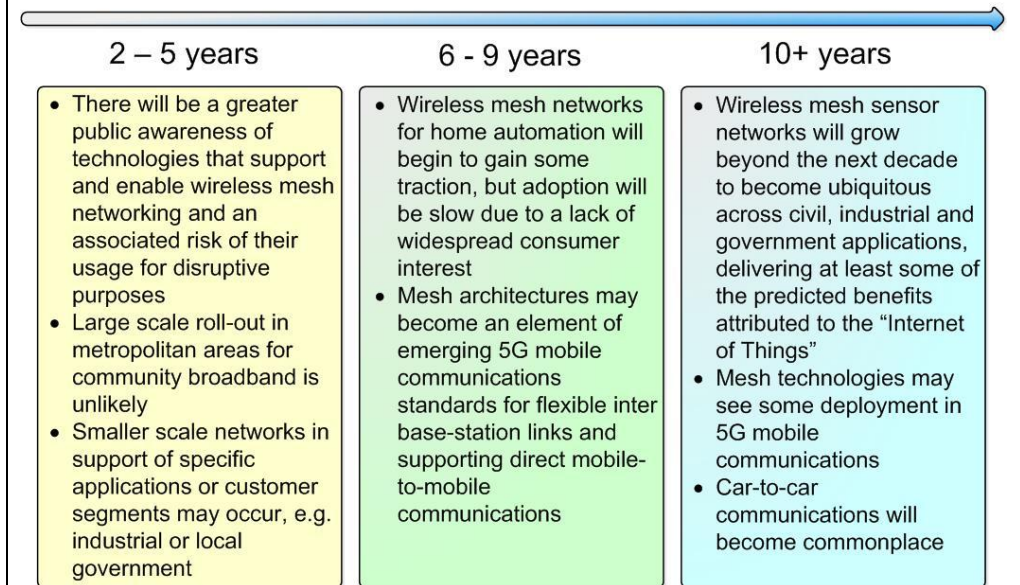 2 – 5 years
• There will be a greater
public awareness of
technologies that support
and enable wireless mesh
networking and an
associated risk of their
usage for disruptive
purposes
• Large scale roll-out in
metropolitan areas for
community broadband is
unlikely
• Smaller scale networks in
support of specific
applications or customer
segments may occur, e.g.
industrial or local
government
6 - 9 years
• Wireless mesh networks
for home automation will
begin to gain some
traction, but adoption will
be slow due to a lack of
widespread consumer
interest
• Mesh architectures may
become an element of
emerging 5G mobile
communications
standards for flexible inter
base-station links and
supporting direct mobile-
to-mobile
communications
10+ years
• Wireless mesh sensor
networks will grow
beyond the next decade
to become ubiquitous
across civil, industrial and
government applications,
delivering at least some of
the predicted benefits
attributed to the “Internet
of Things”
• Mesh technologies may
see some deployment in
5G mobile
communications
• Car-to-car
communications will
become commonplace